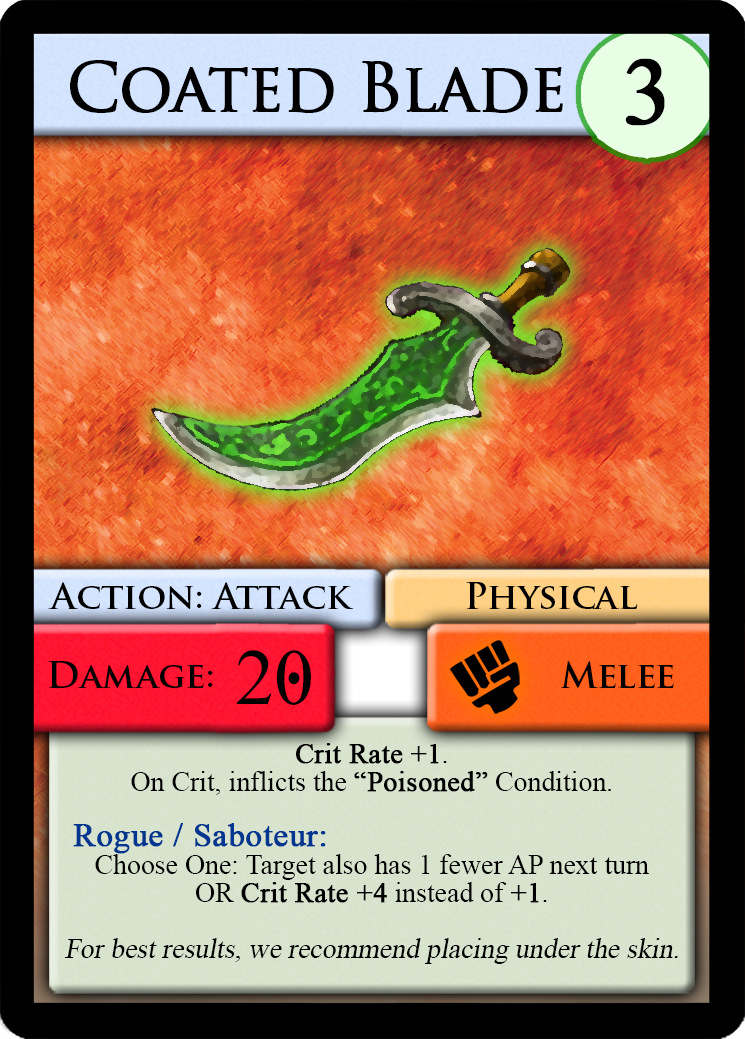 Coated Blade
3
Action: Attack
Physical
Damage: 20
Melee
Crit Rate +1.
On Crit, inflicts the “Poisoned” Condition.
Rogue / Saboteur:
Choose One: Target also has 1 fewer AP next turn
OR Crit Rate +4 instead of +1.
For best results, we recommend placing under the skin.